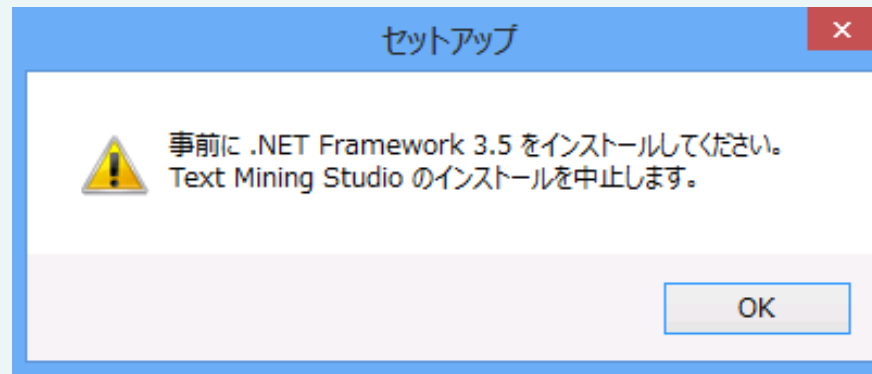 セットアップ
事前に .NET Framework 3.5 をインストールしてください。
Text Mining Studio のインストールを中止します。
OK